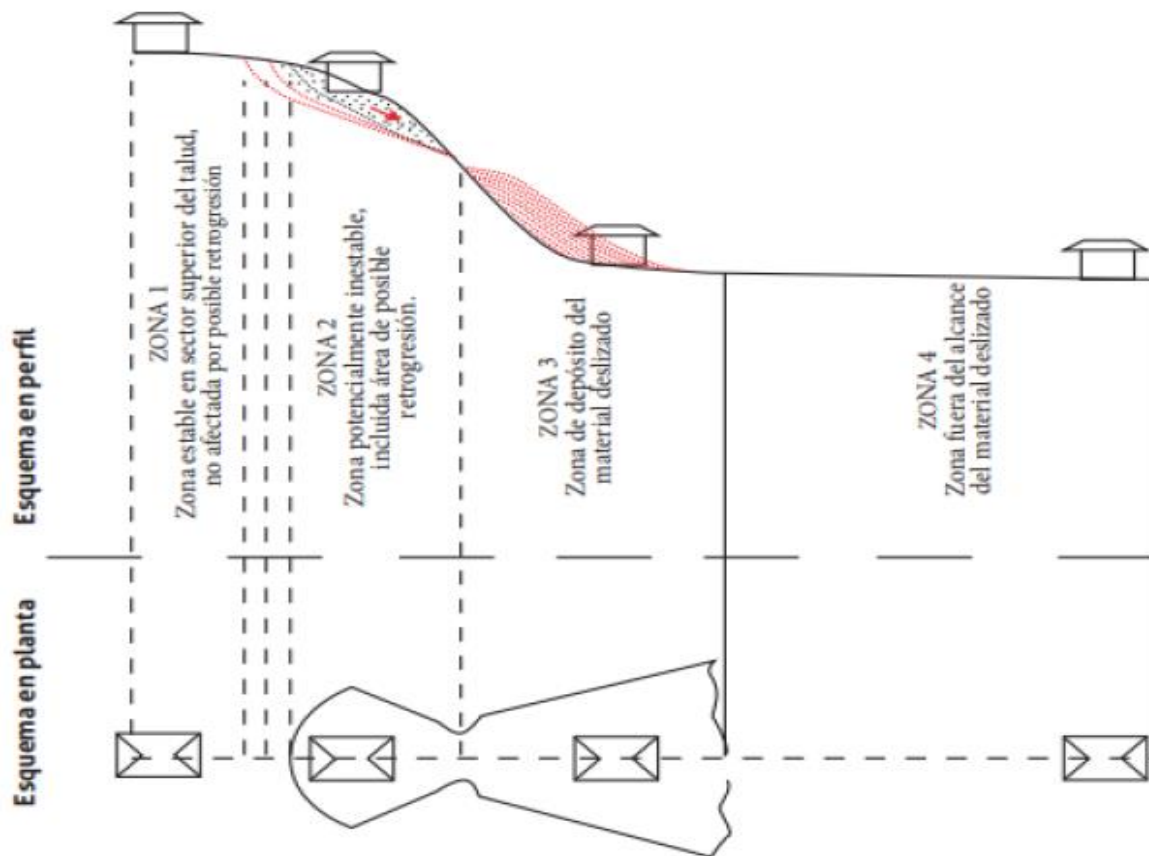 Esquema en perfil
ZONA 1
Zona estable en sector superior del talud,
no afectada por posible retrogresión
ZONA 2
Zona potencialmente inestable,
incluida área de posible
retrogresión.
ZONA 3
Zona de depósito del
material deslizado
ZONA 4
Zona fuera del alcance
del material deslizado
Esquema en planta